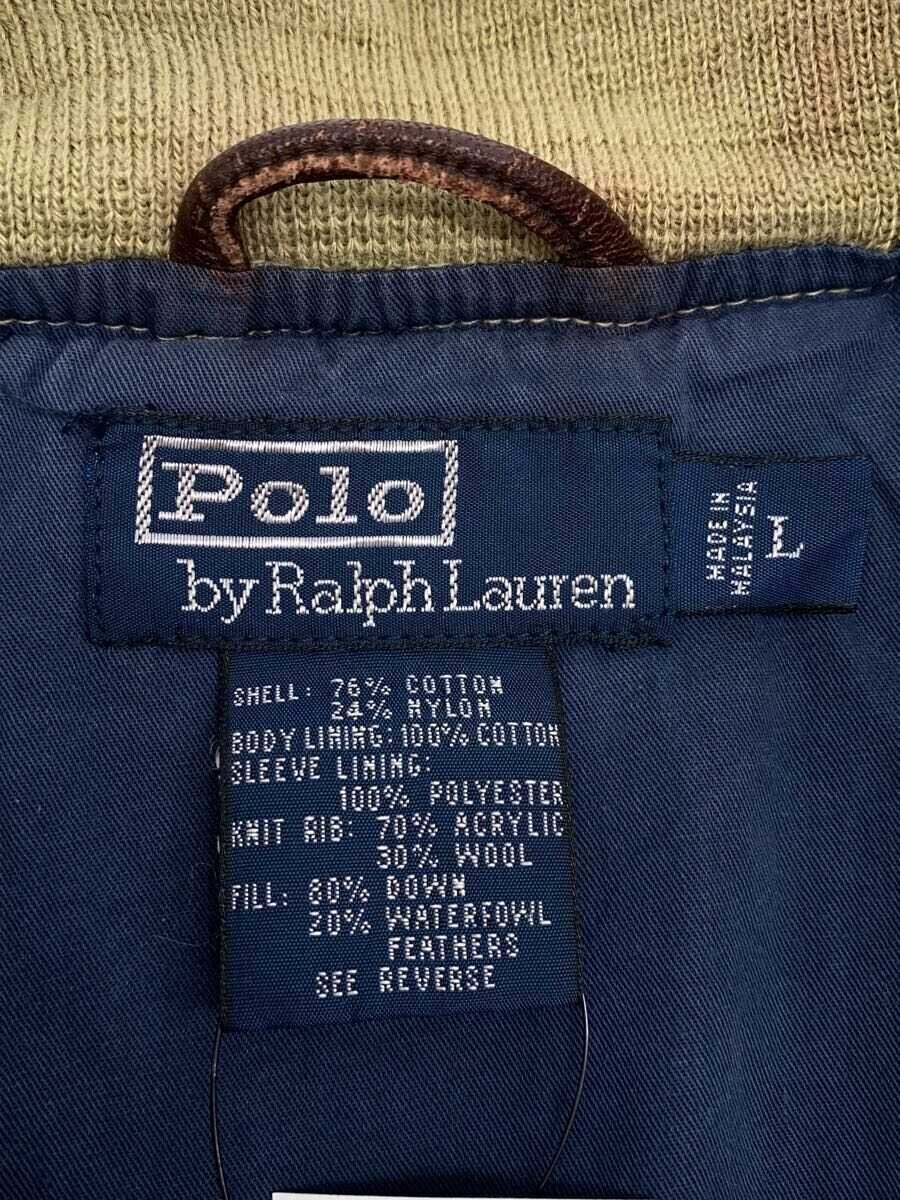 Polo
by Ralph Lauren
MADE IN
MALAYSIA
L
SHELL: 76% COTTON
24% NYLON
BODY LINING: 100% COTTON
SLEEVE LINING:
100% POLYESTER
KNIT RIB: 70% ACRYLIC
30% WOOL
FILL: 80% DOWN
20% WATERFOWL
FEATHERS
SEE REVERSE